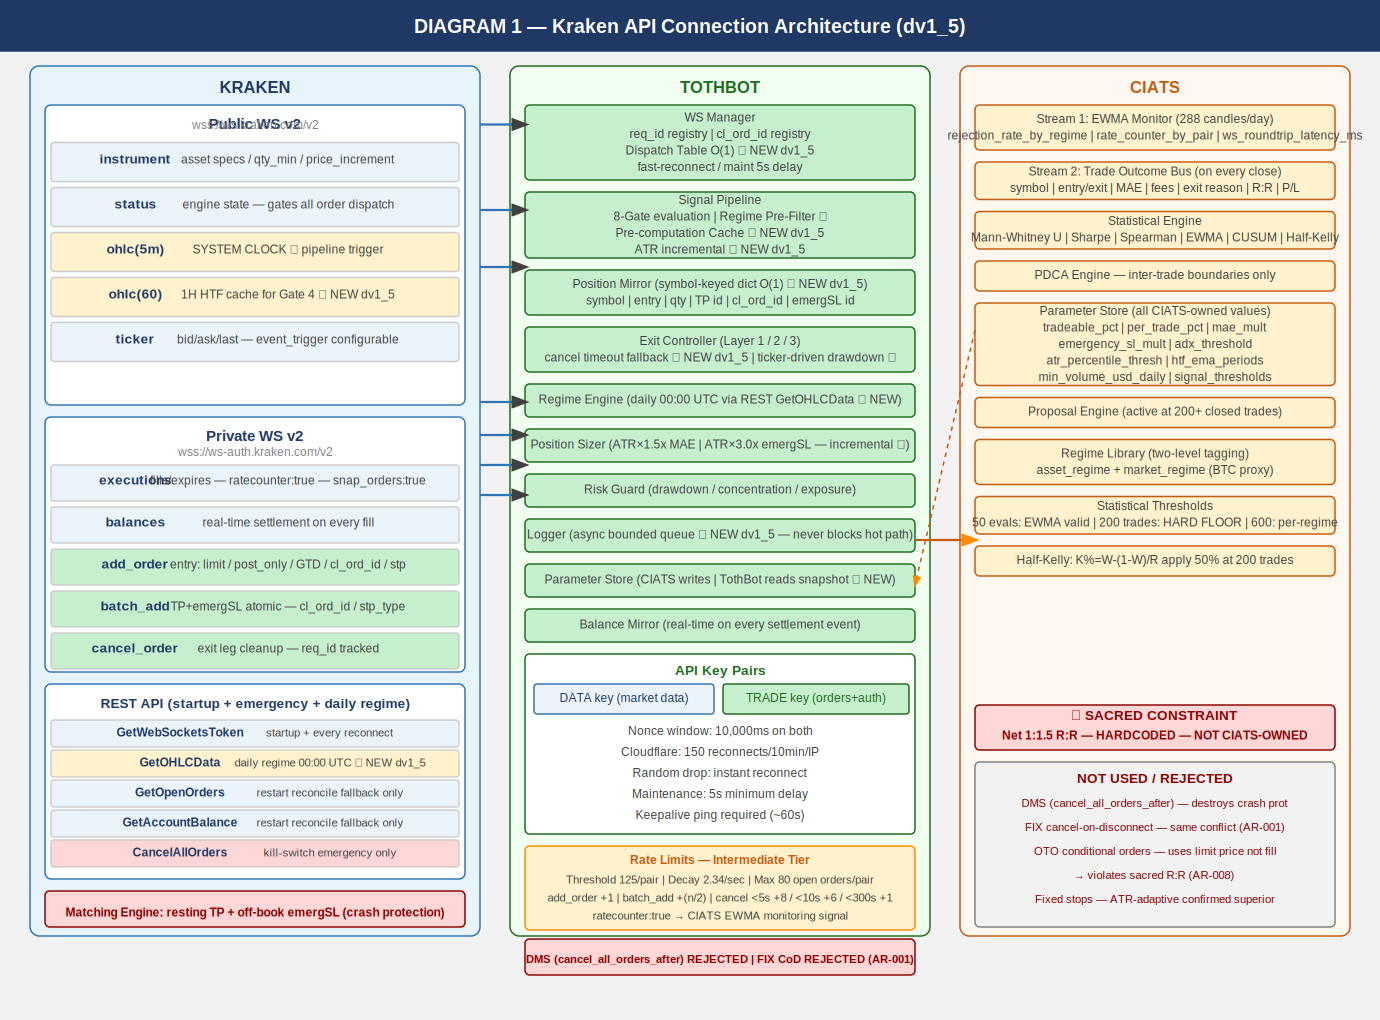 DIAGRAM 1 — Kraken API Connection Architecture (dv1_5)
KRAKEN
Public WS v2
instrument asset specs / qty_min / price_increment
status engine state — gates all order dispatch
ohlc(5m) SYSTEM CLOCK pipeline trigger
ohlc(60) 1H HTF cache for Gate 4 NEW dv1_5
ticker bid/ask/last — event_trigger configurable
Private WS v2
wss://ws-auth.kraken.com/v2
executions fills/expires — ratecounter:true — snap_orders:true
balances real-time settlement on every fill
add_order entry: limit / post_only / GTD / cl_ord_id / stp
batch_add TP+emergSL atomic — cl_ord_id / stp_type
cancel_order exit leg cleanup — req_id tracked
REST API (startup + emergency + daily regime)
GetWebSocketsToken startup + every reconnect
GetOHLCData daily regime 00:00 UTC NEW dv1_5
GetOpenOrders restart reconcile fallback only
GetAccountBalance restart reconcile fallback only
CancelAllOrders kill-switch emergency only
Matching Engine: resting TP + off-book emergSL (crash protection)
TOTHBOT
WS Manager
req_id registry | cl_ord_id registry
Dispatch Table O(1) NEW dv1_5
fast-reconnect / maint 5s delay
Signal Pipeline
8-Gate evaluation | Regime Pre-Filter
Pre-computation Cache NEW dv1_5
ATR incremental NEW dv1_5
Position Mirror (symbol-keyed dict O(1) NEW dv1_5)
symbol | entry | qty | TP id | cl_ord_id | emergSL id
Exit Controller (Layer 1 / 2 / 3)
cancel timeout fallback NEW dv1_5 | ticker-driven drawdown
Regime Engine (daily 00:00 UTC via REST GetOHLCData NEW)
Position Sizer (ATR×1.5x MAE | ATR×3.0x emergSL — incremental )
Risk Guard (drawdown / concentration / exposure)
Logger (async bounded queue NEW dv1_5 — never blocks hot path)
Parameter Store (CIATS writes | TothBot reads snapshot NEW)
Balance Mirror (real-time on every settlement event)
API Key Pairs
DATA key (market data)
TRADE key (orders+auth)
Nonce window: 10,000ms on both
Cloudflare: 150 reconnects/10min/IP
Random drop: instant reconnect
Maintenance: 5s minimum delay
Keepalive ping required (~60s)
Rate Limits — Intermediate Tier
Threshold 125/pair | Decay 2.34/sec | Max 80 open orders/pair
add_order +1 | batch_add +(n/2) | cancel <5s +8 / <10s +6 / <300s +1
ratecounter:true → CIATS EWMA monitoring signal
DMS (cancel_all_orders_after) REJECTED | FIX CoD REJECTED (AR-001)
CIATS
Stream 1: EWMA Monitor (288 candles/day)
rejection_rate_by_regime | rate_counter_by_pair | ws_roundtrip_latency_ms
Stream 2: Trade Outcome Bus (on every close)
symbol | entry/exit | MAE | fees | exit reason | R:R | P/L
Statistical Engine
Mann-Whitney U | Sharpe | Spearman | EWMA | CUSUM | Half-Kelly
PDCA Engine — inter-trade boundaries only
Parameter Store (all CIATS-owned values)
tradeable_pct | per_trade_pct | mae_mult
emergency_sl_mult | adx_threshold
atr_percentile_thresh | htf_ema_periods
min_volume_usd_daily | signal_thresholds
Proposal Engine (active at 200+ closed trades)
Regime Library (two-level tagging)
asset_regime + market_regime (BTC proxy)
Statistical Thresholds
50 evals: EWMA valid | 200 trades: HARD FLOOR | 600: per-regime
Half-Kelly: K%=W-(1-W)/R apply 50% at 200 trades
SACRED CONSTRAINT
Net 1:1.5 R:R — HARDCODED — NOT CIATS-OWNED
NOT USED / REJECTED
DMS (cancel_all_orders_after) — destroys crash prot
FIX cancel-on-disconnect — same conflict (AR-001)
OTO conditional orders — uses limit price not fill
→ violates sacred R:R (AR-008)
Fixed stops — ATR-adaptive confirmed superior